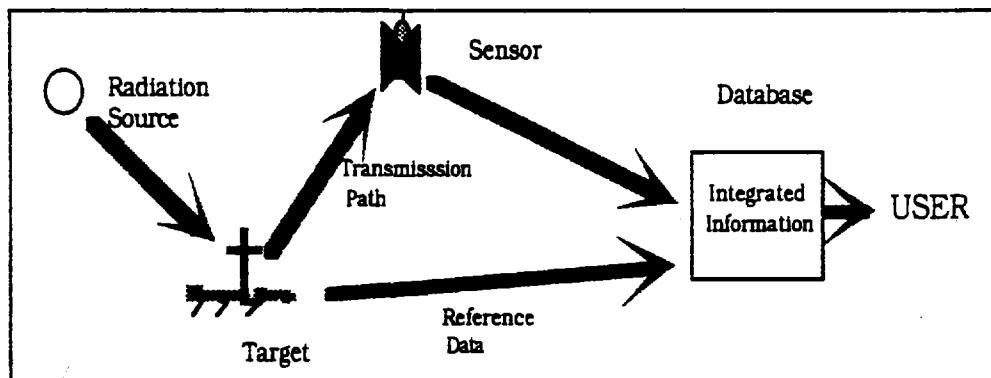 Radiation
Source
Sensor
Database
Transmisssion
Path
Integrated
Information
USER
Reference
Data
Target